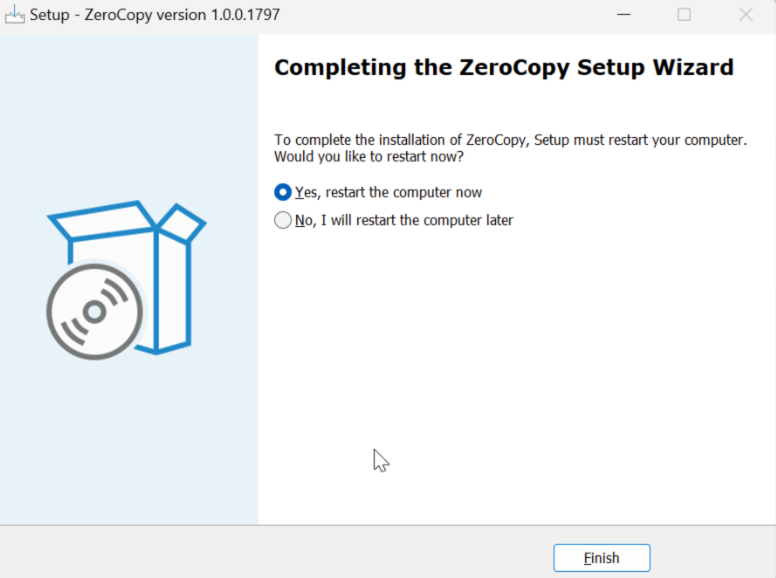 Setup - ZeroCopy version 1.0.0.1797
Completing the ZeroCopy Setup Wizard
To complete the installation of ZeroCopy, Setup must restart your computer.
Would you like to restart now?
Yes, restart the computer now
No, I will restart the computer later
Finish